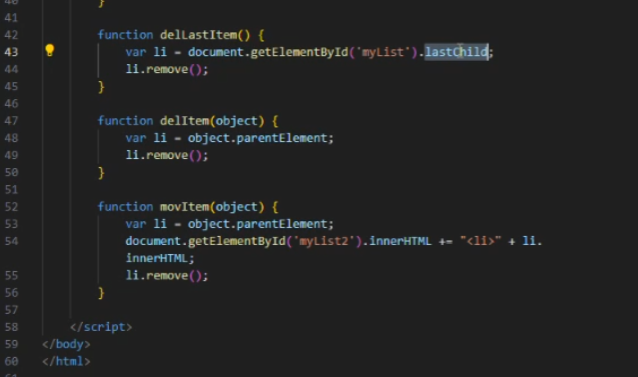 40 }
41
42 function delLastItem() {
43 var li = document.getElementById('myList').lastChild;
44 li.remove();
45 }
46
47 function delItem(object) {
48 var li = object.parentElement;
49 li.remove();
50 }
51
52 function movItem(object) {
53 var li = object.parentElement;
54 document.getElementById('myList2').innerHTML += "<li>" + li.
innerHTML;
55 li.remove();
56 }
57
58 </script>
59 </body>
60 </html>
61